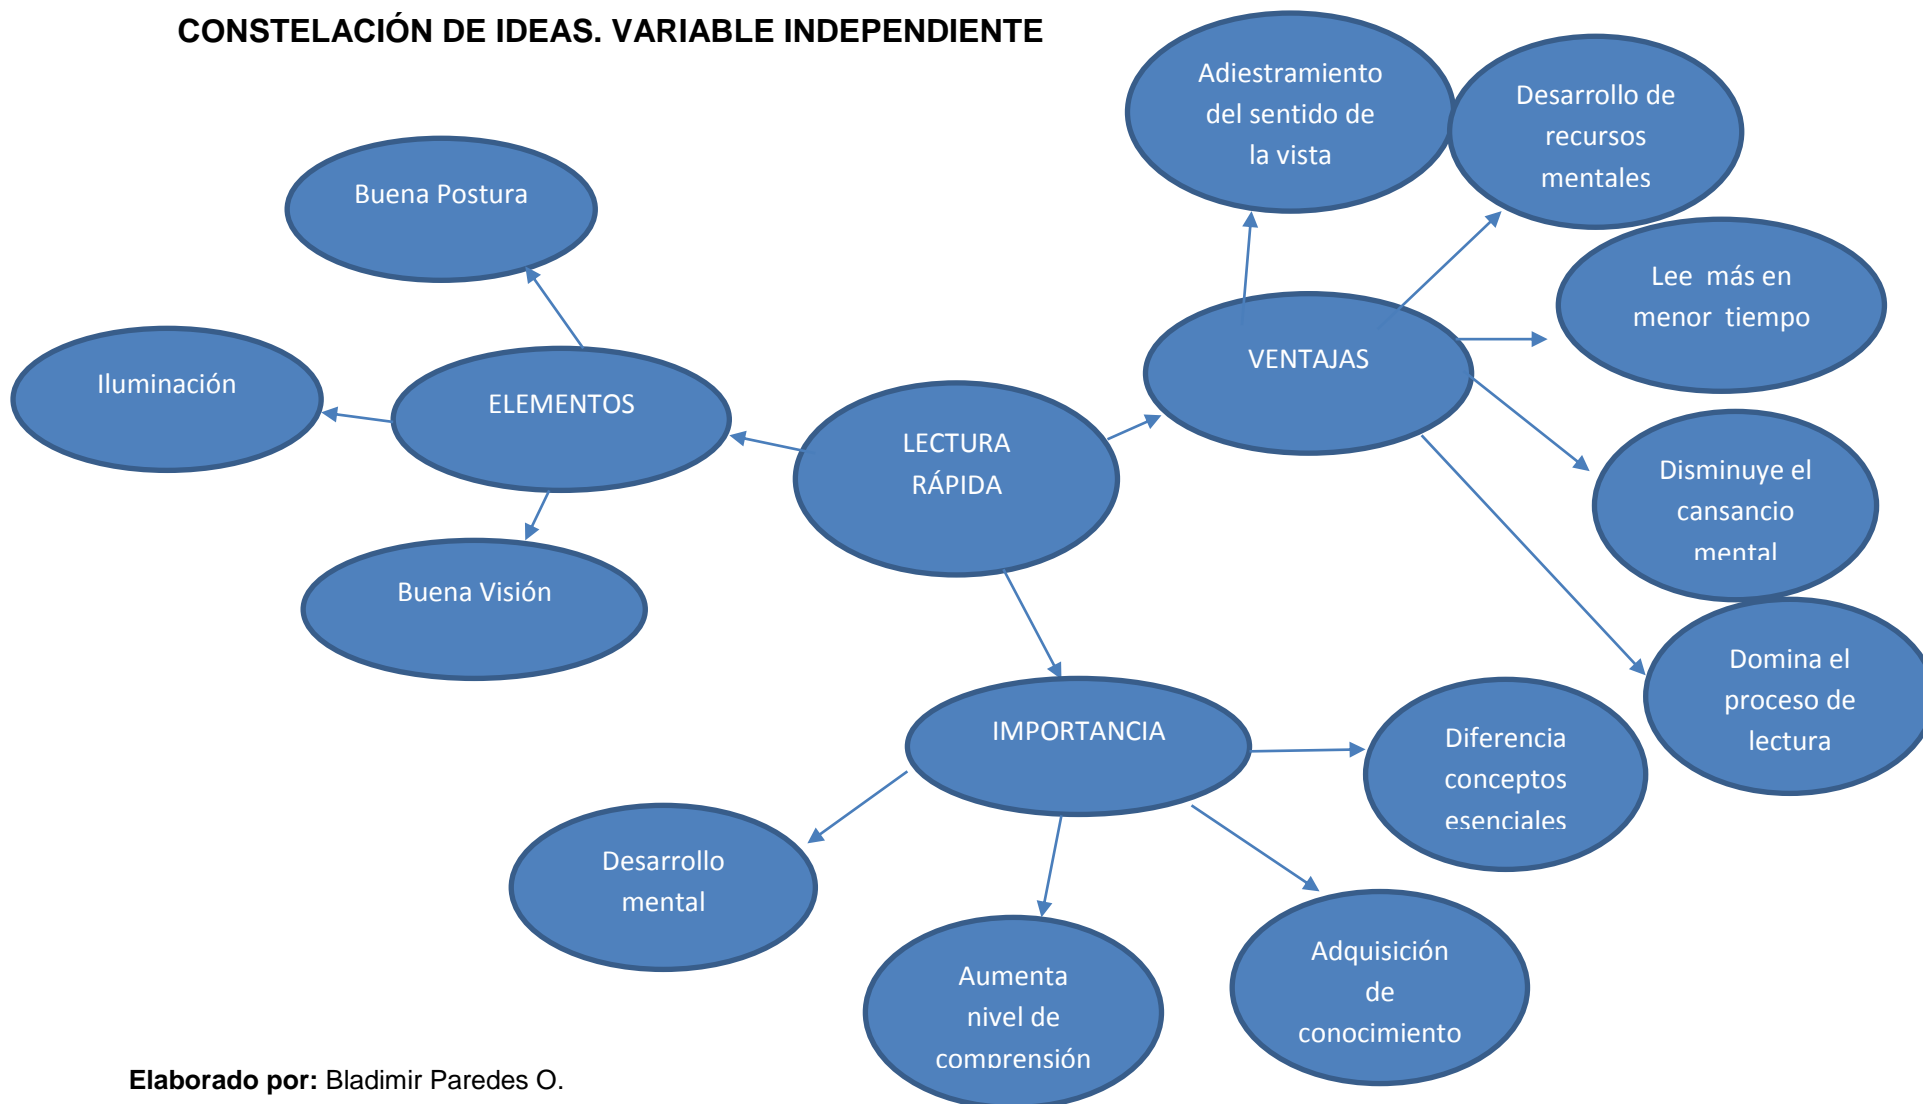 CONSTELACIÓN DE IDEAS. VARIABLE INDEPENDIENTE
Adiestramiento
del sentido de
la vista
Desarrollo de
recursos
mentales
Buena Postura
Lee más en
menor tiempo
Iluminación
ELEMENTOS
VENTAJAS
LECTURA
RÁPIDA
Disminuye el
cansancio
mental
Buena Visión
Domina el
proceso de
lectura
IMPORTANCIA
Diferencia
conceptos
esenciales
Desarrollo
mental
Aumenta
nivel de
comprensión
Adquisición
de
conocimiento
Elaborado por: Bladimir Paredes O.